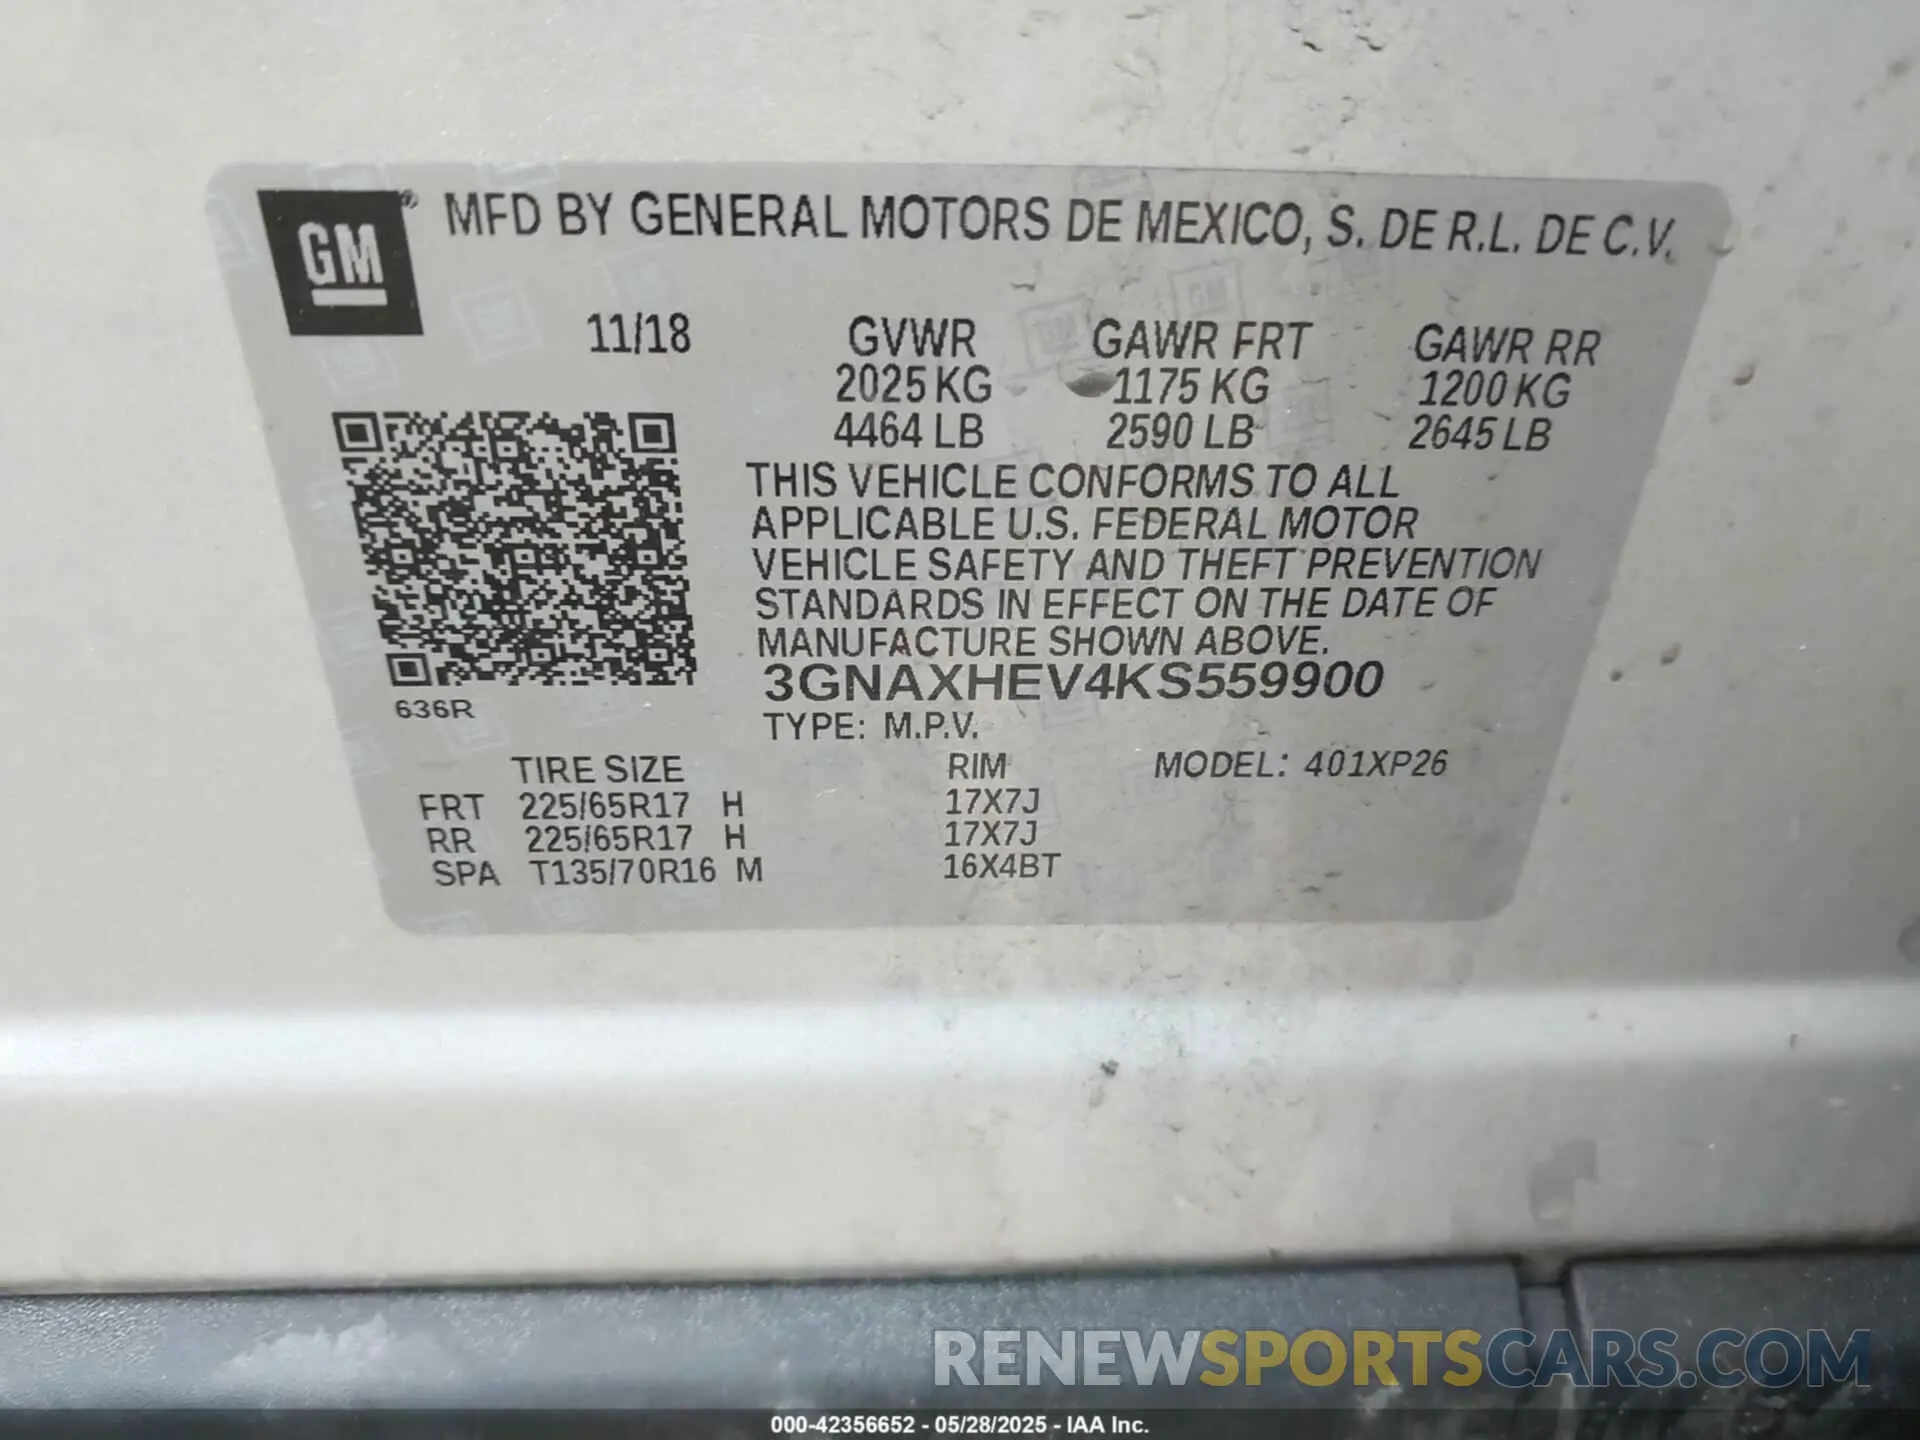 GM® MFD BY GENERAL MOTORS DE MEXICO, S. DE R.L. DE C.V.
11/18 GVWR GAWR FRT GAWR RR
2025 KG 1175 KG 1200 KG
4464 LB 2590 LB 2645 LB
THIS VEHICLE CONFORMS TO ALL
APPLICABLE U.S. FEDERAL MOTOR
VEHICLE SAFETY AND THEFT PREVENTION
STANDARDS IN EFFECT ON THE DATE OF
MANUFACTURE SHOWN ABOVE.
3GNAXHEV4KS559900
636R
TYPE: M.P.V.
TIRE SIZE RIM MODEL: 401XP26
FRT 225/65R17 H 17X7J
RR 225/65R17 H 17X7J
SPA T135/70R16 M 16X4BT
RENEWSPORTSCARS.COM
000-42356652 - 05/28/2025 - IAA Inc.